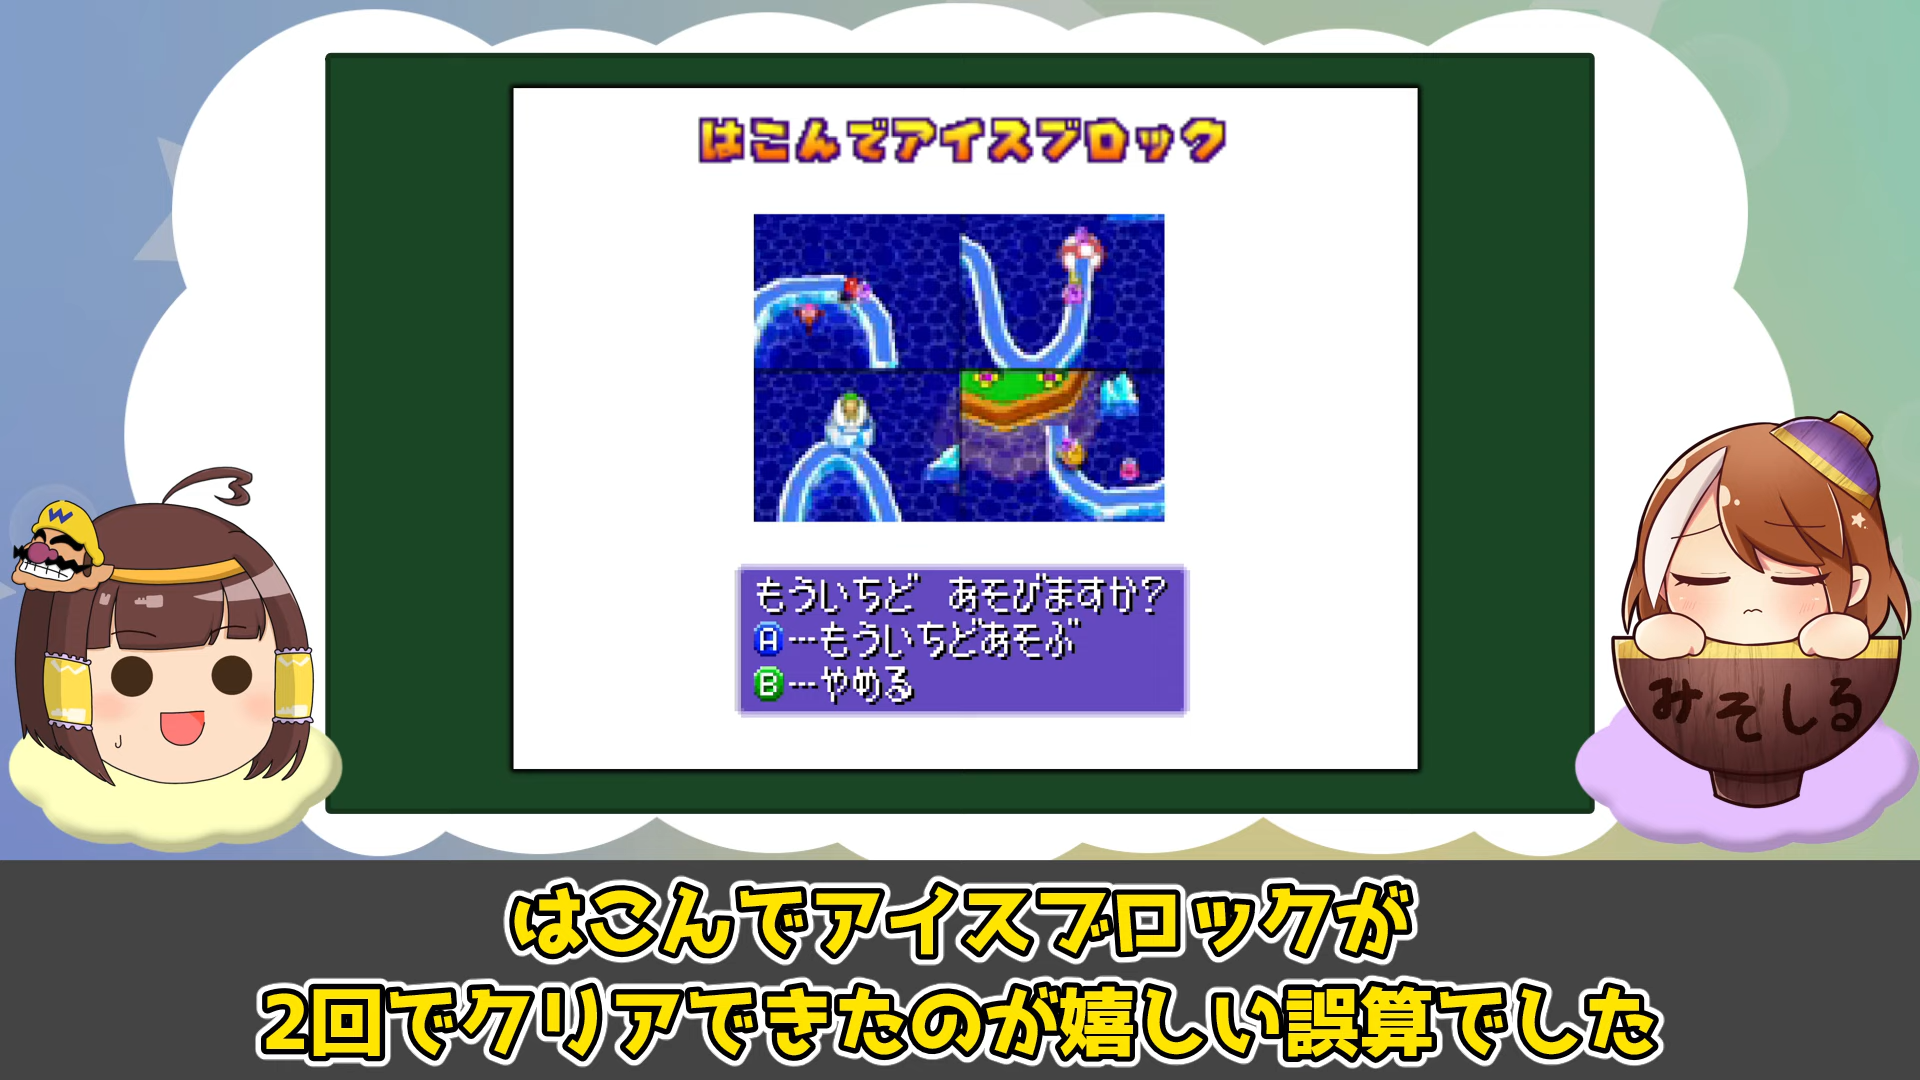 はこんでアイスブロック
もういちど あそびますか?
A…もういちどあそぶ
B…やめる
W
みそしる
はこんでアイスブロックが
2回でクリアできたのが嬉しい誤算でした